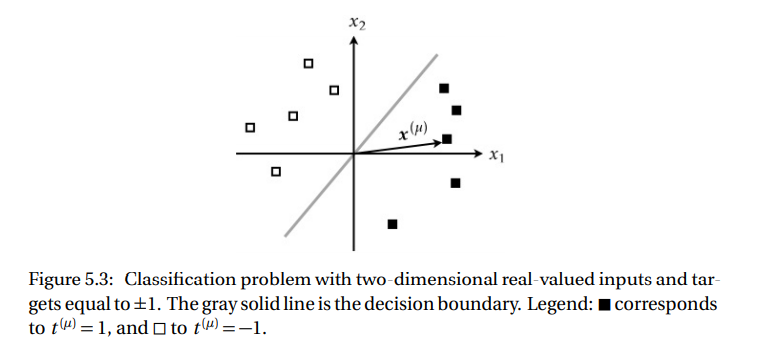 x₂
x⁽ᵘ⁾
x₁
Figure 5.3: Classification problem with two-dimensional real-valued inputs and tar-
gets equal to ±1. The gray solid line is the decision boundary. Legend: ■ corresponds
to t⁽ᵘ⁾ = 1, and □ to t⁽ᵘ⁾ = −1.